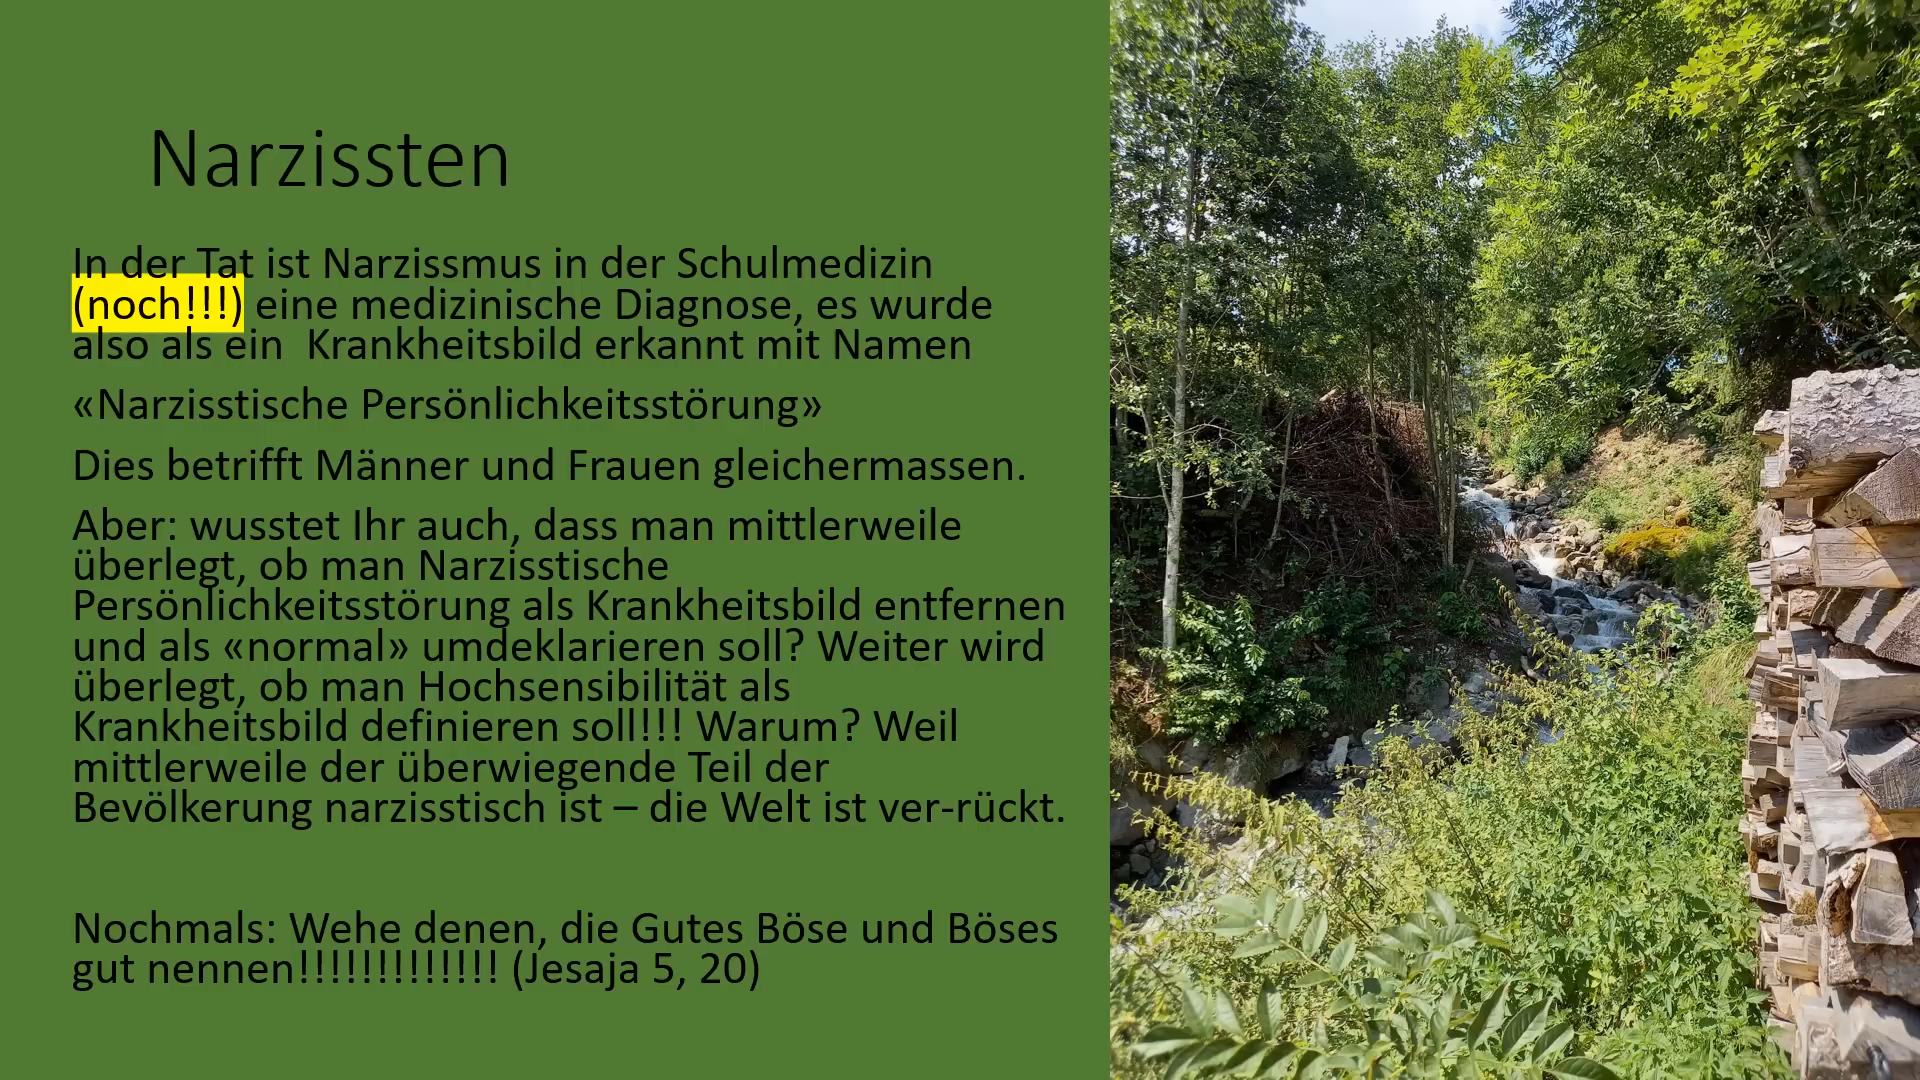 Narzissten
In der Tat ist Narzissmus in der Schulmedizin
(noch!!!) eine medizinische Diagnose, es wurde
also als ein  Krankheitsbild erkannt mit Namen
«Narzisstische Persönlichkeitsstörung»
Dies betrifft Männer und Frauen gleichermassen.
Aber: wusstet Ihr auch, dass man mittlerweile
überlegt, ob man Narzisstische
Persönlichkeitsstörung als Krankheitsbild entfernen
und als «normal» umdeklarieren soll? Weiter wird
überlegt, ob man Hochsensibilität als
Krankheitsbild definieren soll!!! Warum? Weil
mittlerweile der überwiegende Teil der
Bevölkerung narzisstisch ist – die Welt ist ver-rückt.
Nochmals: Wehe denen, die Gutes Böse und Böses
gut nennen!!!!!!!!!!!!! (Jesaja 5, 20)